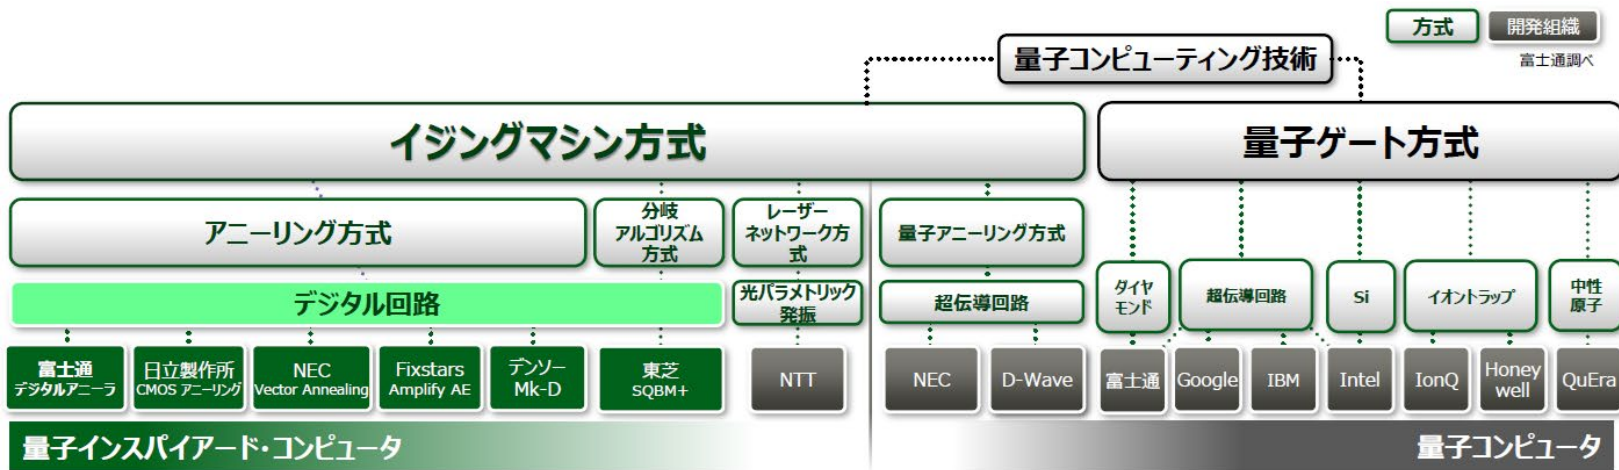 方式
開発組織
富士通調べ
量子コンピューティング技術
イジングマシン方式
量子ゲート方式
アニーリング方式
分岐
アルゴリズム
方式
レーザー
ネットワーク方
式
量子アニーリング方式
デジタル回路
光パラメトリック
発振
超伝導回路
ダイヤ
モンド
超伝導回路
Si
イオントラップ
中性
原子
富士通
デジタルアニーラ
日立製作所
CMOS アニーリング
NEC
Vector Annealing
Fixstars
Amplify AE
デンソー
Mk-D
東芝
SQBM+
NTT
NEC
D-Wave
富士通
Google
IBM
Intel
IonQ
Honey
well
QuEra
量子インスパイアード・コンピュータ
量子コンピュータ